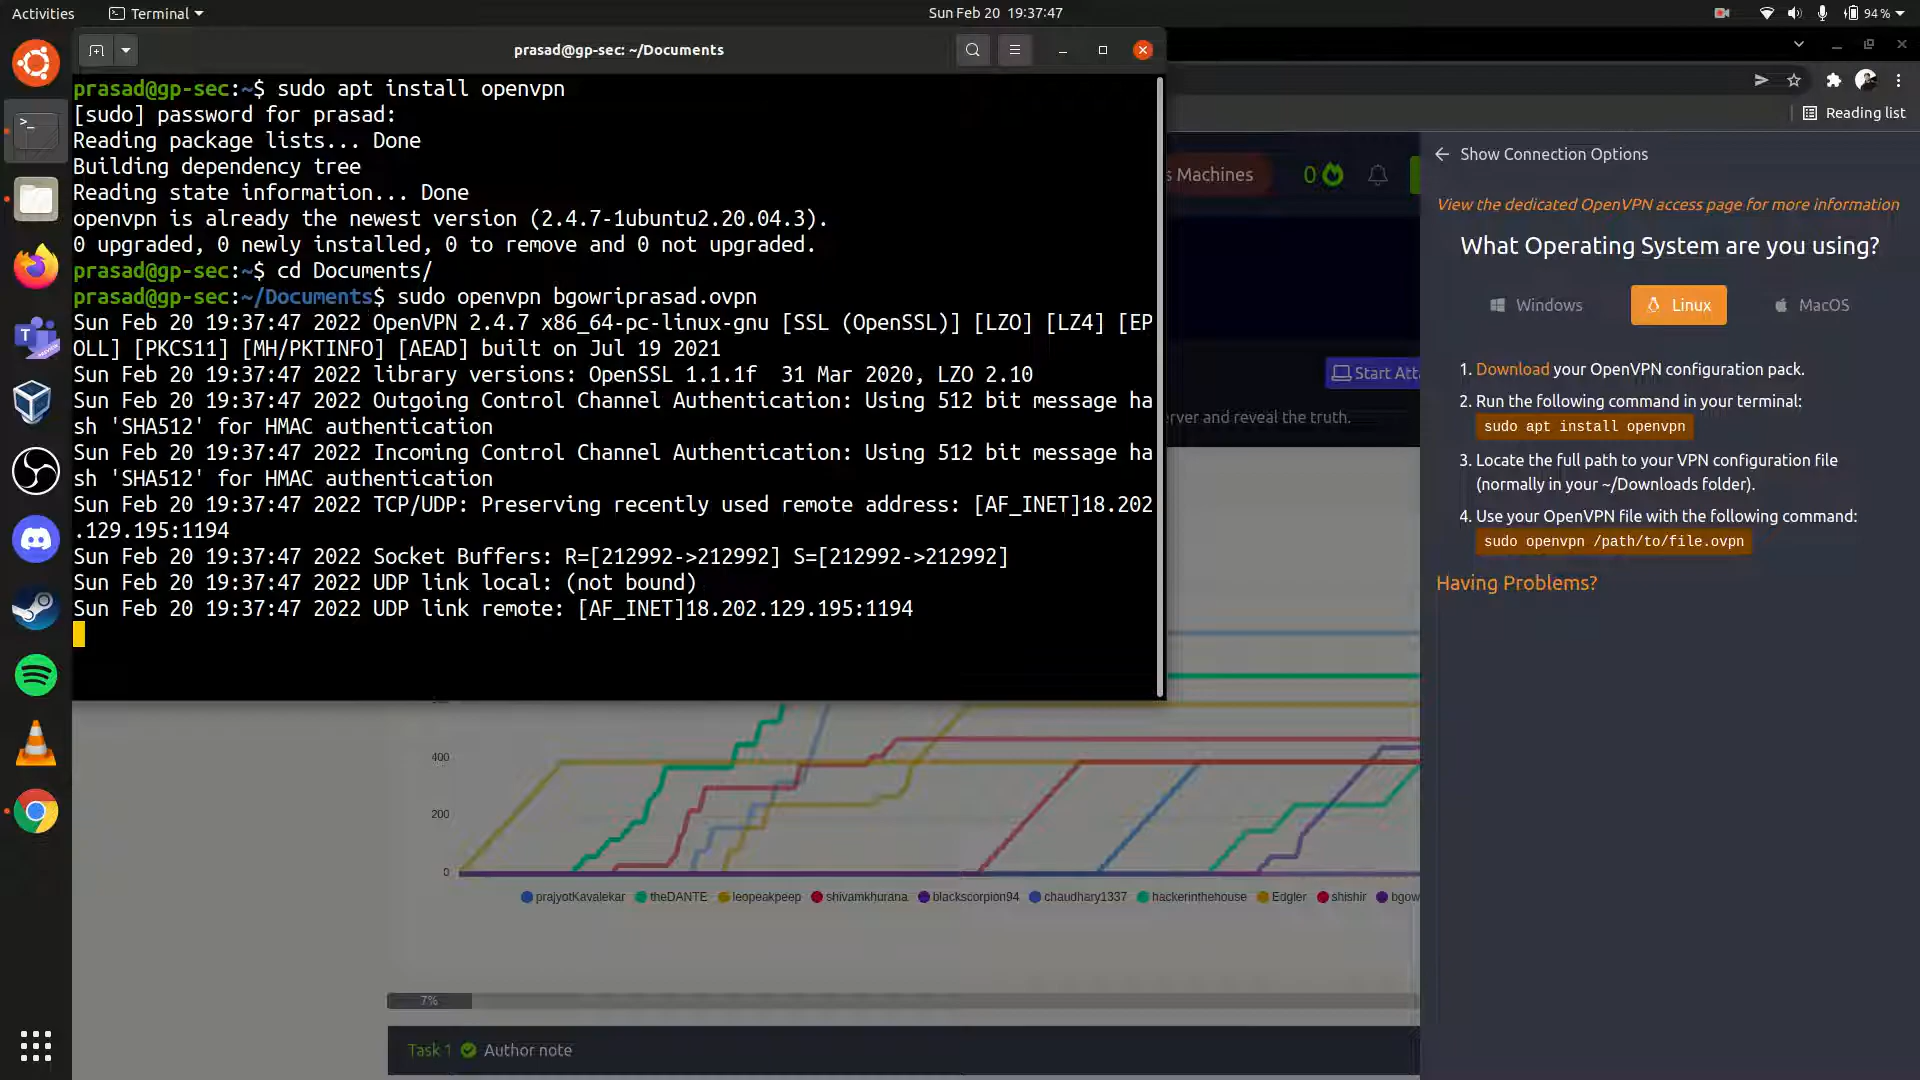 Activities
Terminal
Sun Feb 20 19:37:47
94 %
prasad@gp-sec: ~/Documents
prasad@gp-sec:~$ sudo apt install openvpn
[sudo] password for prasad:
Reading package lists... Done
Building dependency tree
Reading state information... Done
openvpn is already the newest version (2.4.7-1ubuntu2.20.04.3).
0 upgraded, 0 newly installed, 0 to remove and 0 not upgraded.
prasad@gp-sec:~$ cd Documents/
prasad@gp-sec:~/Documents$ sudo openvpn bgowriprasad.ovpn
Sun Feb 20 19:37:47 2022 OpenVPN 2.4.7 x86_64-pc-linux-gnu [SSL (OpenSSL)] [LZO] [LZ4] [EP
OLL] [PKCS11] [MH/PKTINFO] [AEAD] built on Jul 19 2021
Sun Feb 20 19:37:47 2022 library versions: OpenSSL 1.1.1f  31 Mar 2020, LZO 2.10
Sun Feb 20 19:37:47 2022 Outgoing Control Channel Authentication: Using 512 bit message ha
sh 'SHA512' for HMAC authentication
Sun Feb 20 19:37:47 2022 Incoming Control Channel Authentication: Using 512 bit message ha
sh 'SHA512' for HMAC authentication
Sun Feb 20 19:37:47 2022 TCP/UDP: Preserving recently used remote address: [AF_INET]18.202
.129.195:1194
Sun Feb 20 19:37:47 2022 Socket Buffers: R=[212992->212992] S=[212992->212992]
Sun Feb 20 19:37:47 2022 UDP link local: (not bound)
Sun Feb 20 19:37:47 2022 UDP link remote: [AF_INET]18.202.129.195:1194
Reading list
s Machines
0
Start Att
rver and reveal the truth.
Show Connection Options
View the dedicated OpenVPN access page for more information
What Operating System are you using?
Windows
Linux
MacOS
1. Download your OpenVPN configuration pack.
2. Run the following command in your terminal:
sudo apt install openvpn
3. Locate the full path to your VPN configuration file
(normally in your ~/Downloads folder).
4. Use your OpenVPN file with the following command:
sudo openvpn /path/to/file.ovpn
Having Problems?
400
200
0
prajyotKavalekar theDANTE leopeakpeep shivamkhurana blackscorpion94 chaudhary1337 hackerinthehouse Edgler shishir bgow
7%
Task 1 Author note